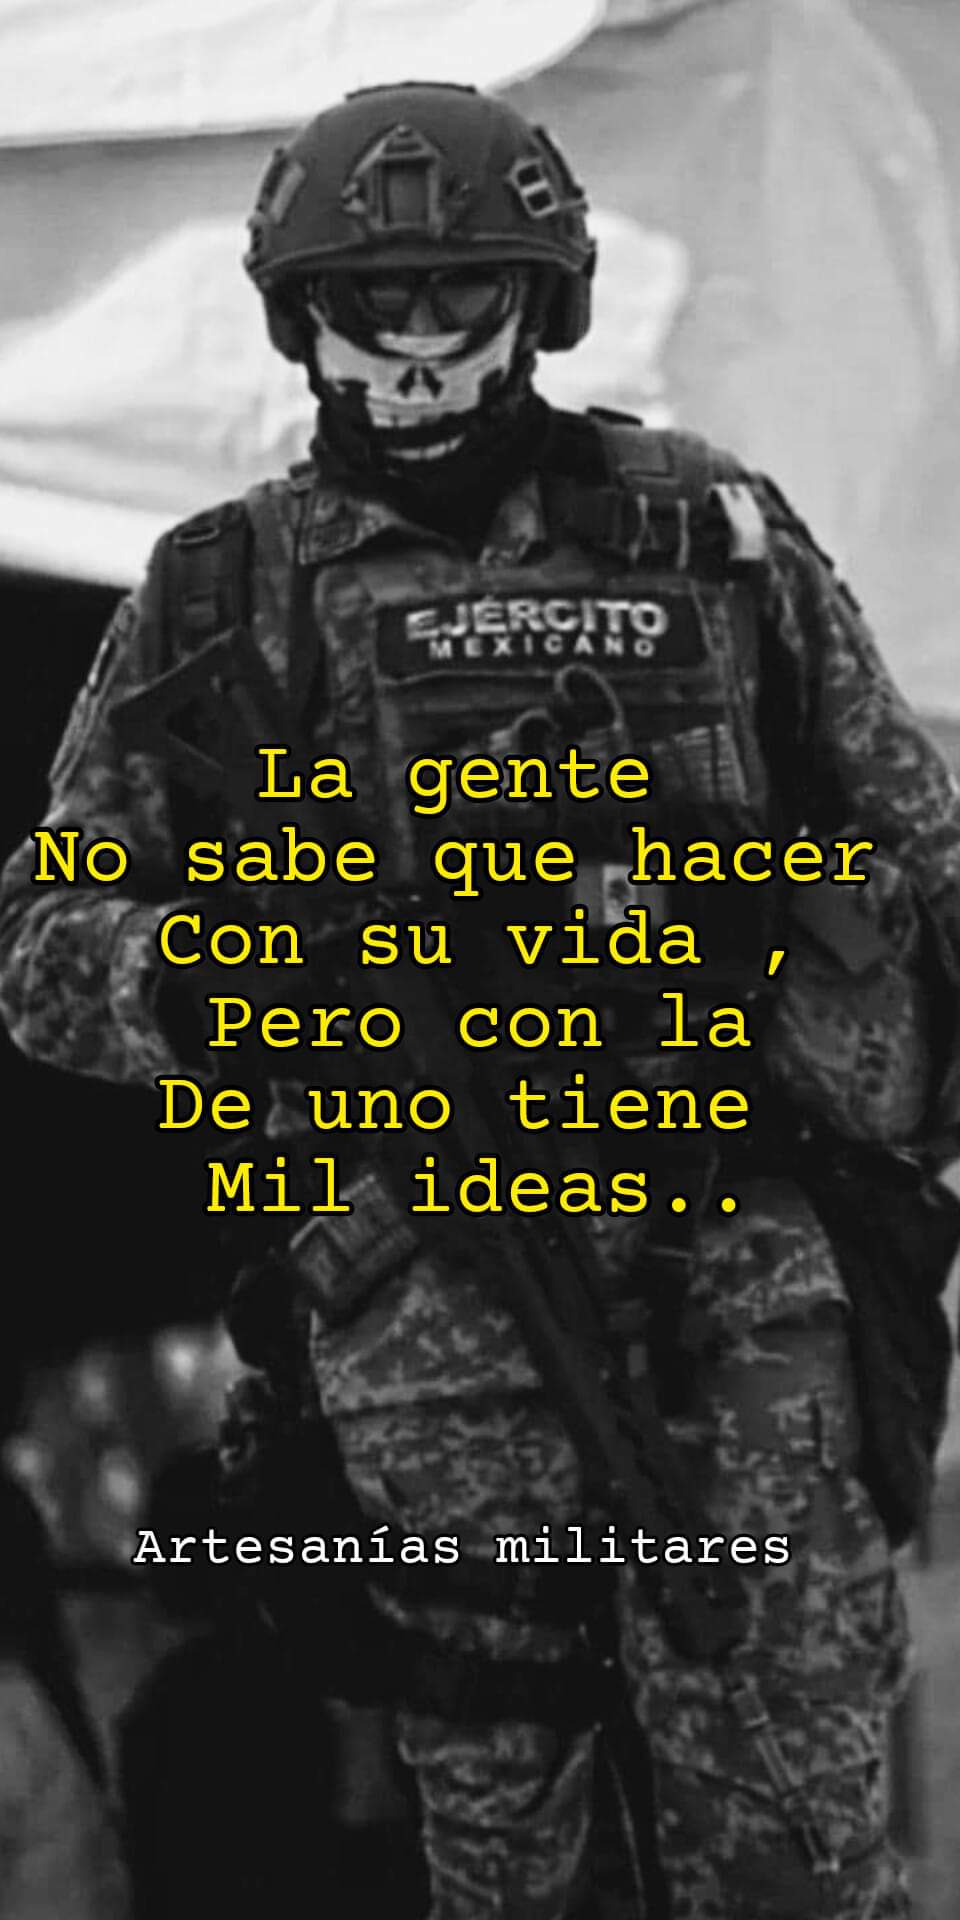 EJÉRCITO
MEXICANO
La gente
No sabe que hacer
Con su vida ,
Pero con la
De uno tiene
Mil ideas..
Artesanías militares